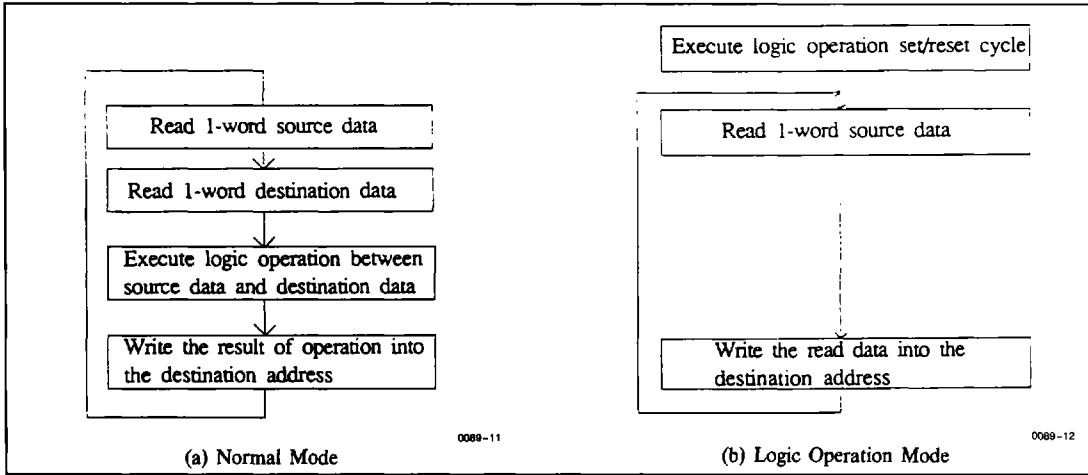 Read 1-word source data
Read 1-word destination data
Execute logic operation between
source data and destination data
Write the result of operation into
the destination address
0089-11
(a) Normal Mode
Execute logic operation set/reset cycle
Read 1-word source data
Write the read data into the
destination address
0089-12
(b) Logic Operation Mode